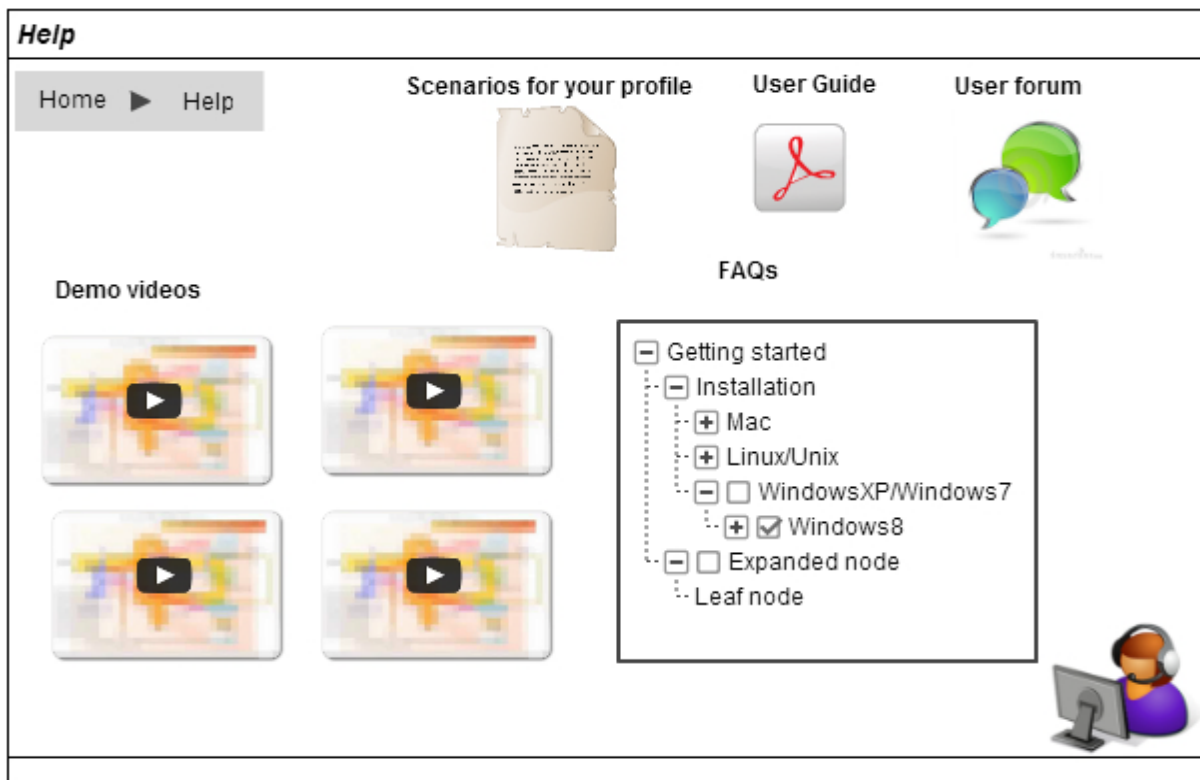 Help
Home ▶ Help
Scenarios for your profile
User Guide
User forum
FAQs
Demo videos
Getting started
Installation
Mac
Linux/Unix
WindowsXP/Windows7
Windows8
Expanded node
Leaf node